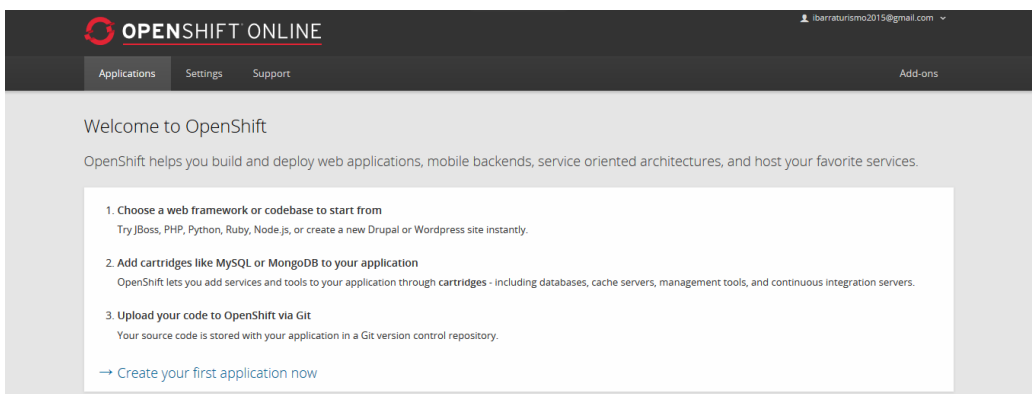 OPENSHIFT ONLINE
ibarraturismo2015@gmail.com
Applications Settings Support Add-ons
Welcome to OpenShift
OpenShift helps you build and deploy web applications, mobile backends, service oriented architectures, and host your favorite services.
1. Choose a web framework or codebase to start from
Try JBoss, PHP, Python, Ruby, Node.js, or create a new Drupal or Wordpress site instantly.
2. Add cartridges like MySQL or MongoDB to your application
OpenShift lets you add services and tools to your application through cartridges - including databases, cache servers, management tools, and continuous integration servers.
3. Upload your code to OpenShift via Git
Your source code is stored with your application in a Git version control repository.
→ Create your first application now